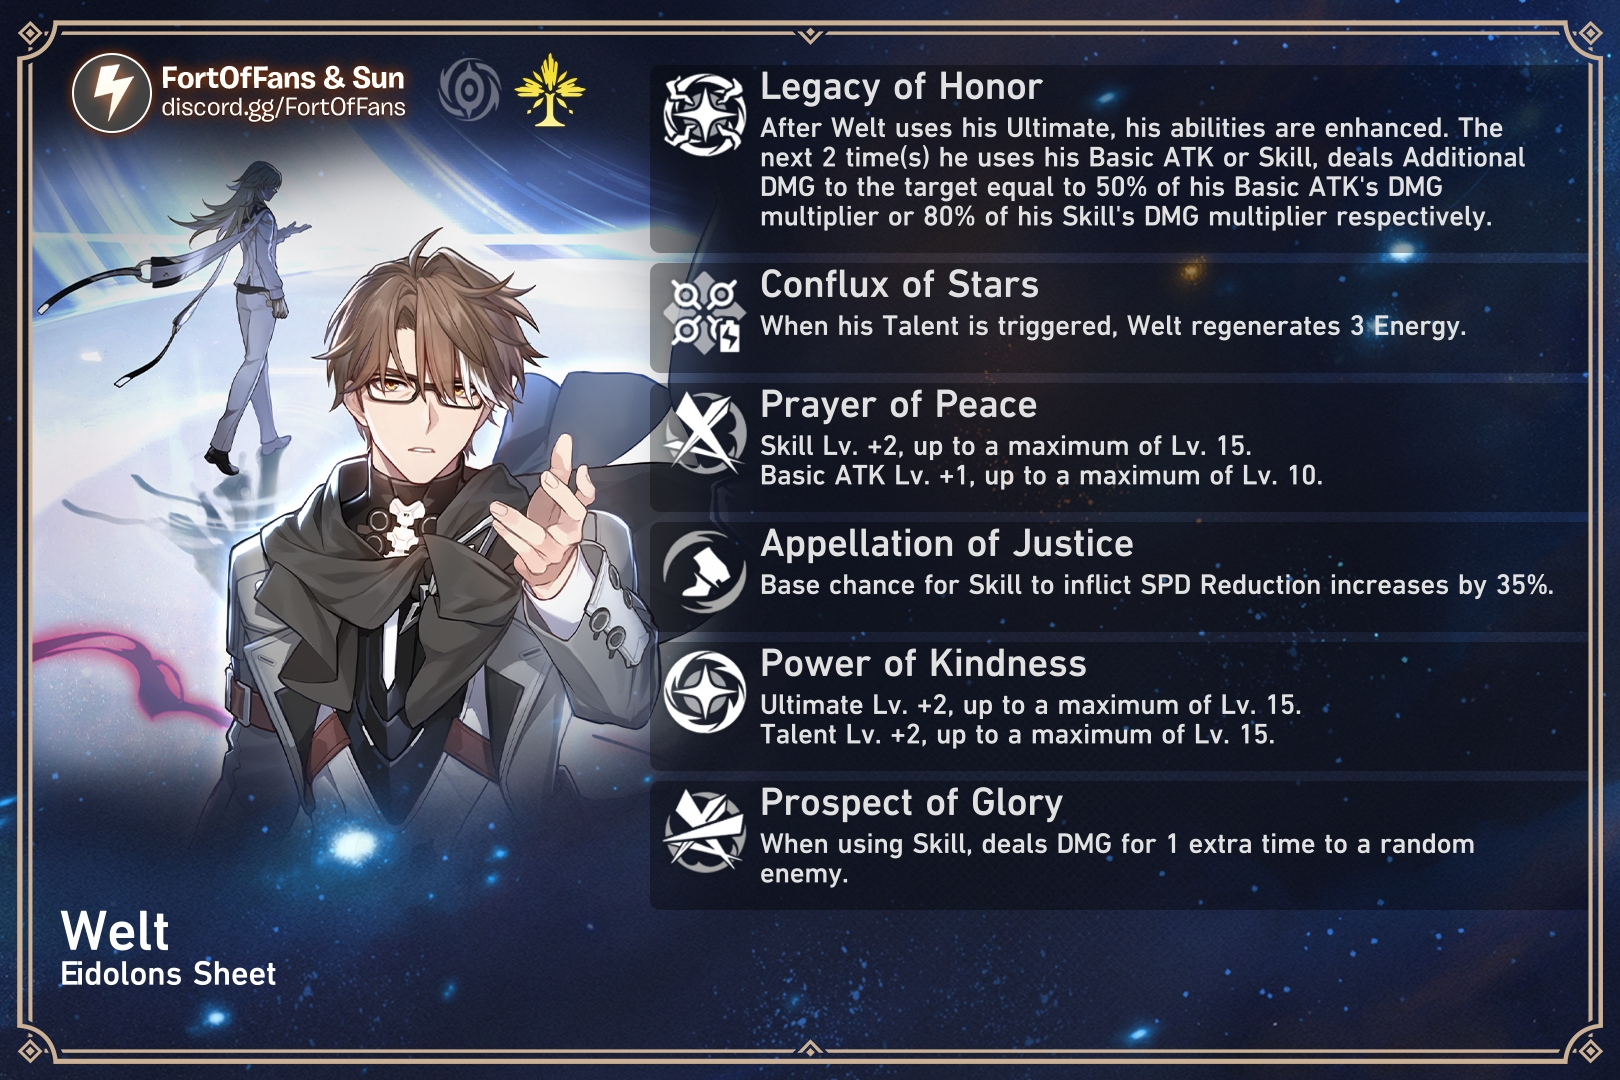 FortOfFans & Sun
discord.gg/FortOfFans
Legacy of Honor
After Welt uses his Ultimate, his abilities are enhanced. The
next 2 time(s) he uses his Basic ATK or Skill, deals Additional
DMG to the target equal to 50% of his Basic ATK's DMG
multiplier or 80% of his Skill's DMG multiplier respectively.
Conflux of Stars
When his Talent is triggered, Welt regenerates 3 Energy.
Prayer of Peace
Skill Lv. +2, up to a maximum of Lv. 15.
Basic ATK Lv. +1, up to a maximum of Lv. 10.
Appellation of Justice
Base chance for Skill to inflict SPD Reduction increases by 35%.
Power of Kindness
Ultimate Lv. +2, up to a maximum of Lv. 15.
Talent Lv. +2, up to a maximum of Lv. 15.
Prospect of Glory
When using Skill, deals DMG for 1 extra time to a random
enemy.
Welt
Eidolons Sheet